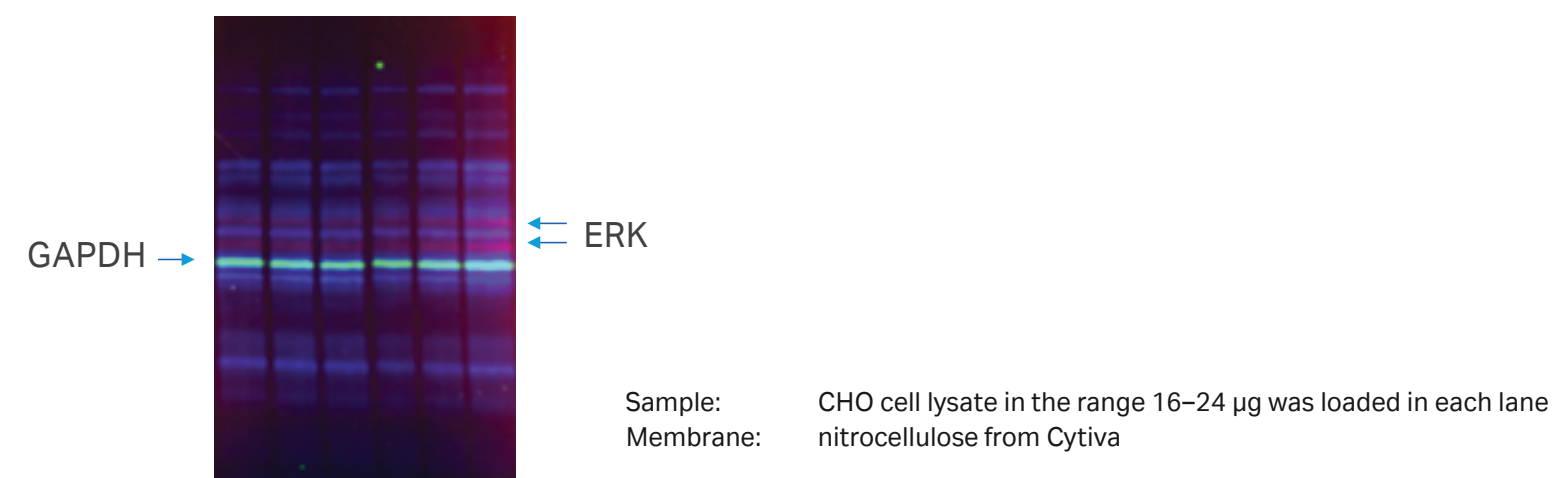 GAPDH
ERK
Sample: CHO cell lysate in the range 16–24 µg was loaded in each lane
Membrane: nitrocellulose from Cytiva